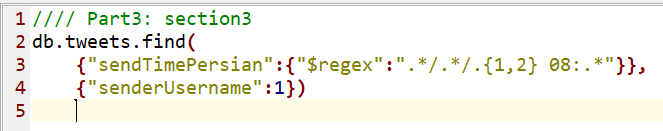 1 //// Part3: section3
2 db.tweets.find(
3 {"sendTimePersian":{"$regex":".*/.*/.{1,2} 08:.*"}},
4 {"senderUsername":1})
5